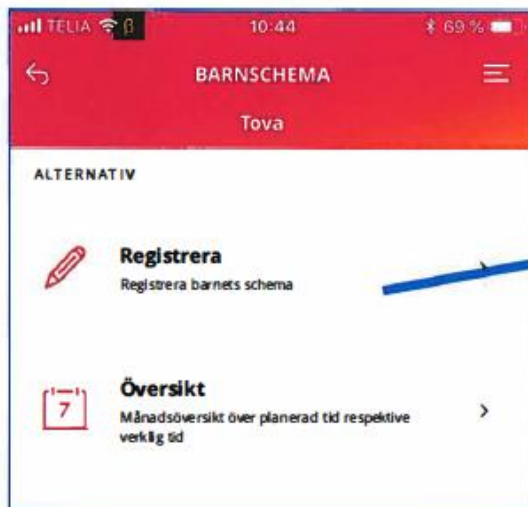 TELIA β 10:44 69 %
BARNSCHEMA
Tova
ALTERNATIV
Registrera
Registrera barnets schema
7
Översikt
Månadsöversikt över planerad tid respektive
verklig tid